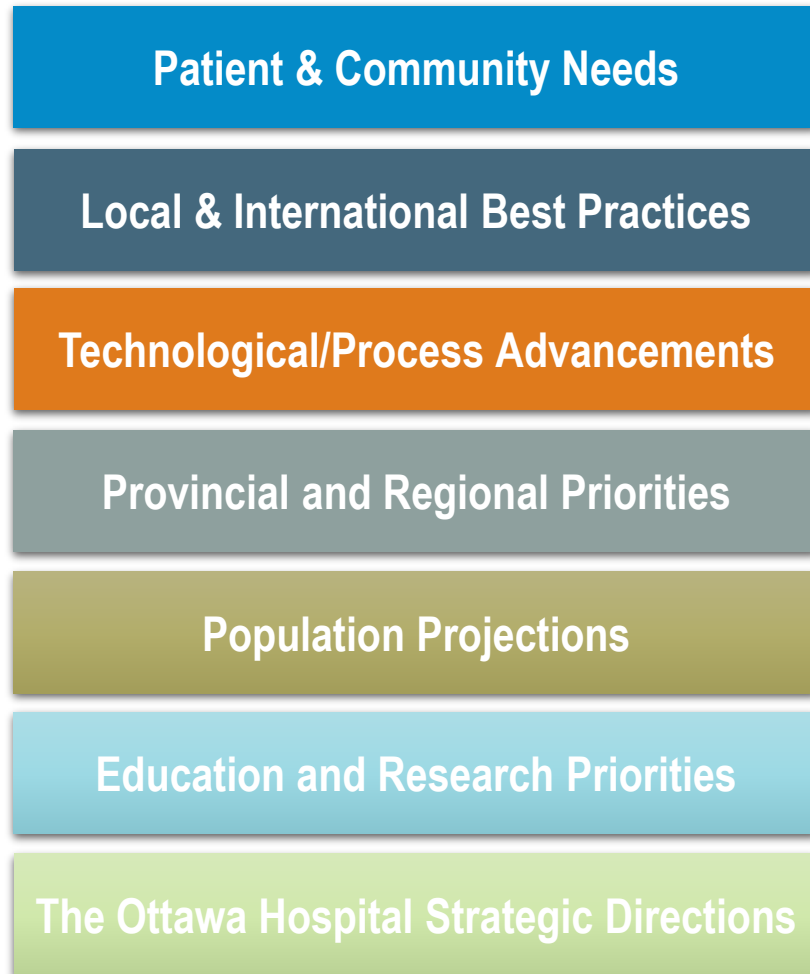 Patient & Community Needs
Local & International Best Practices
Technological/Process Advancements
Provincial and Regional Priorities
Population Projections
Education and Research Priorities
The Ottawa Hospital Strategic Directions